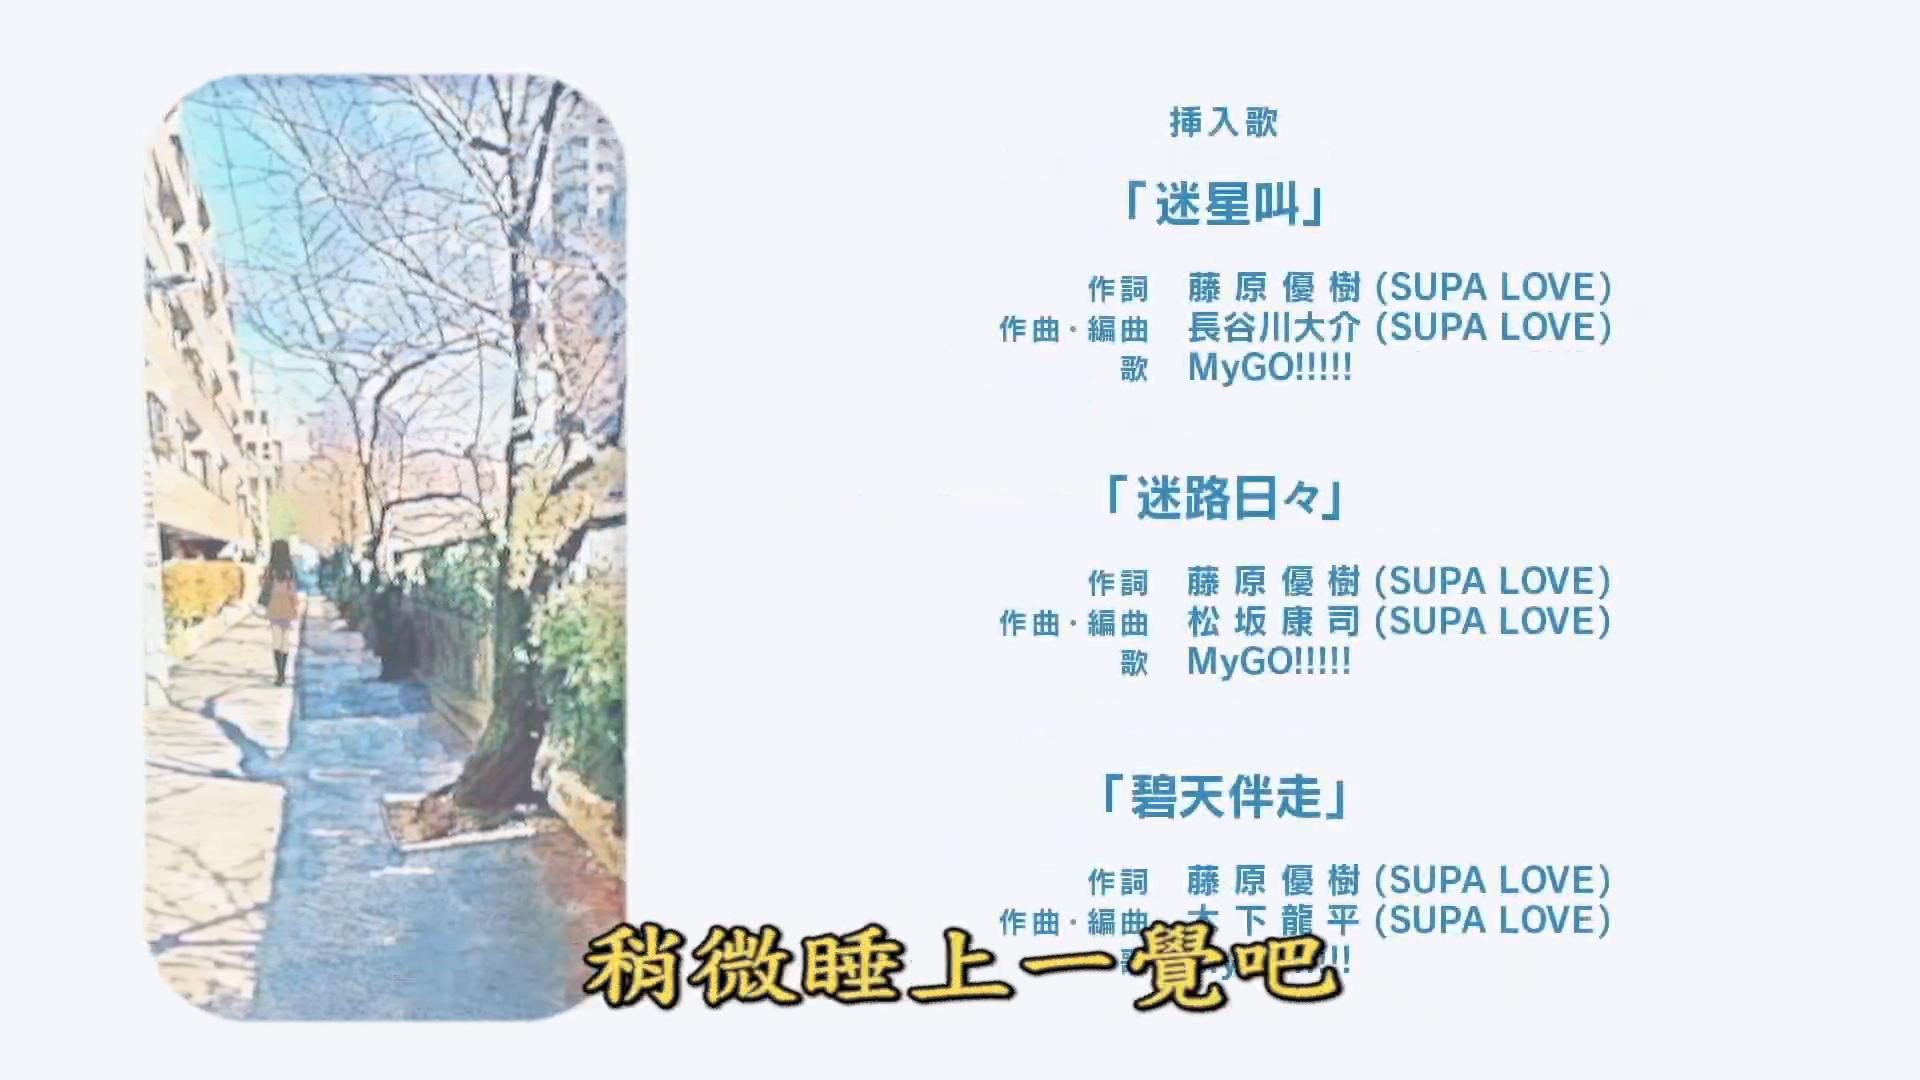 挿入歌
「迷星叫」
作詞 藤原優樹 (SUPA LOVE)
作曲・編曲 長谷川大介 (SUPA LOVE)
歌 MyGO!!!!!
「迷路日々」
作詞 藤原優樹 (SUPA LOVE)
作曲・編曲 松坂康司 (SUPA LOVE)
歌 MyGO!!!!!
「碧天伴走」
作詞 藤原優樹 (SUPA LOVE)
作曲・編曲 木下龍平 (SUPA LOVE)
稍微睡上一覺吧